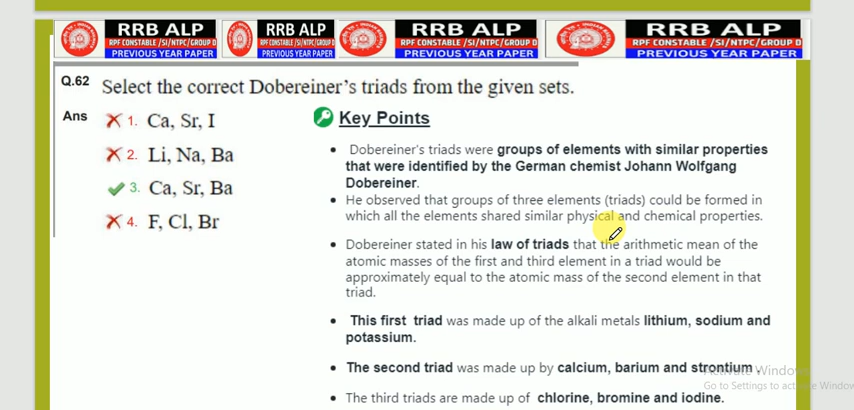 RRB ALP
RPF CONSTABLE /SI/NTPC/GROUP D
PREVIOUS YEAR PAPER
RRB ALP
RPF CONSTABLE /SI/NTPC/GROUP D
PREVIOUS YEAR PAPER
RRB ALP
RPF CONSTABLE /SI/NTPC/GROUP D
PREVIOUS YEAR PAPER
RRB ALP
RPF CONSTABLE /SI/NTPC/GROUP D
PREVIOUS YEAR PAPER
Q.62 Select the correct Dobereiner's triads from the given sets.
Ans
1. Ca, Sr, I
2. Li, Na, Ba
3. Ca, Sr, Ba
4. F, Cl, Br
Key Points
Dobereiner's triads were groups of elements with similar properties
that were identified by the German chemist Johann Wolfgang
Dobereiner.
He observed that groups of three elements (triads) could be formed in
which all the elements shared similar physical and chemical properties.
Dobereiner stated in his law of triads that the arithmetic mean of the
atomic masses of the first and third element in a triad would be
approximately equal to the atomic mass of the second element in that
triad.
This first triad was made up of the alkali metals lithium, sodium and
potassium.
The second triad was made up by calcium, barium and strontium .
The third triads are made up of chlorine, bromine and iodine.
Activate Windows
Go to Settings to activate Window